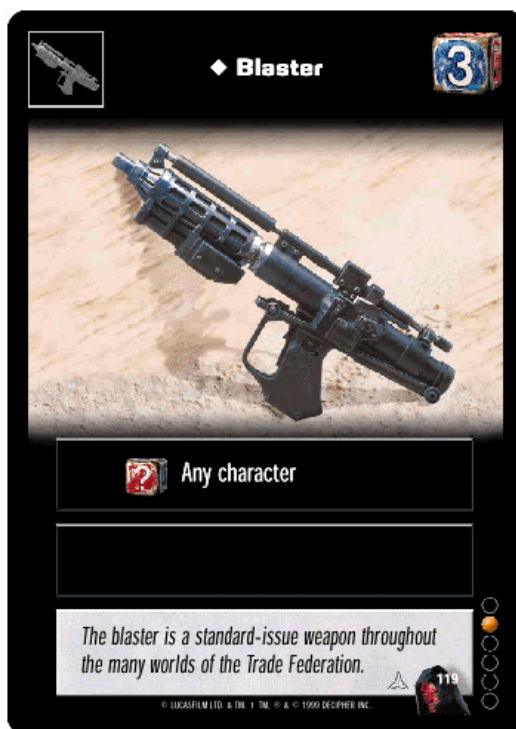 ◆ Blaster
3
? Any character
The blaster is a standard-issue weapon throughout
the many worlds of the Trade Federation.
119
© LUCASFILM LTD. & TM. ® & © 1999 DECIPHER INC.